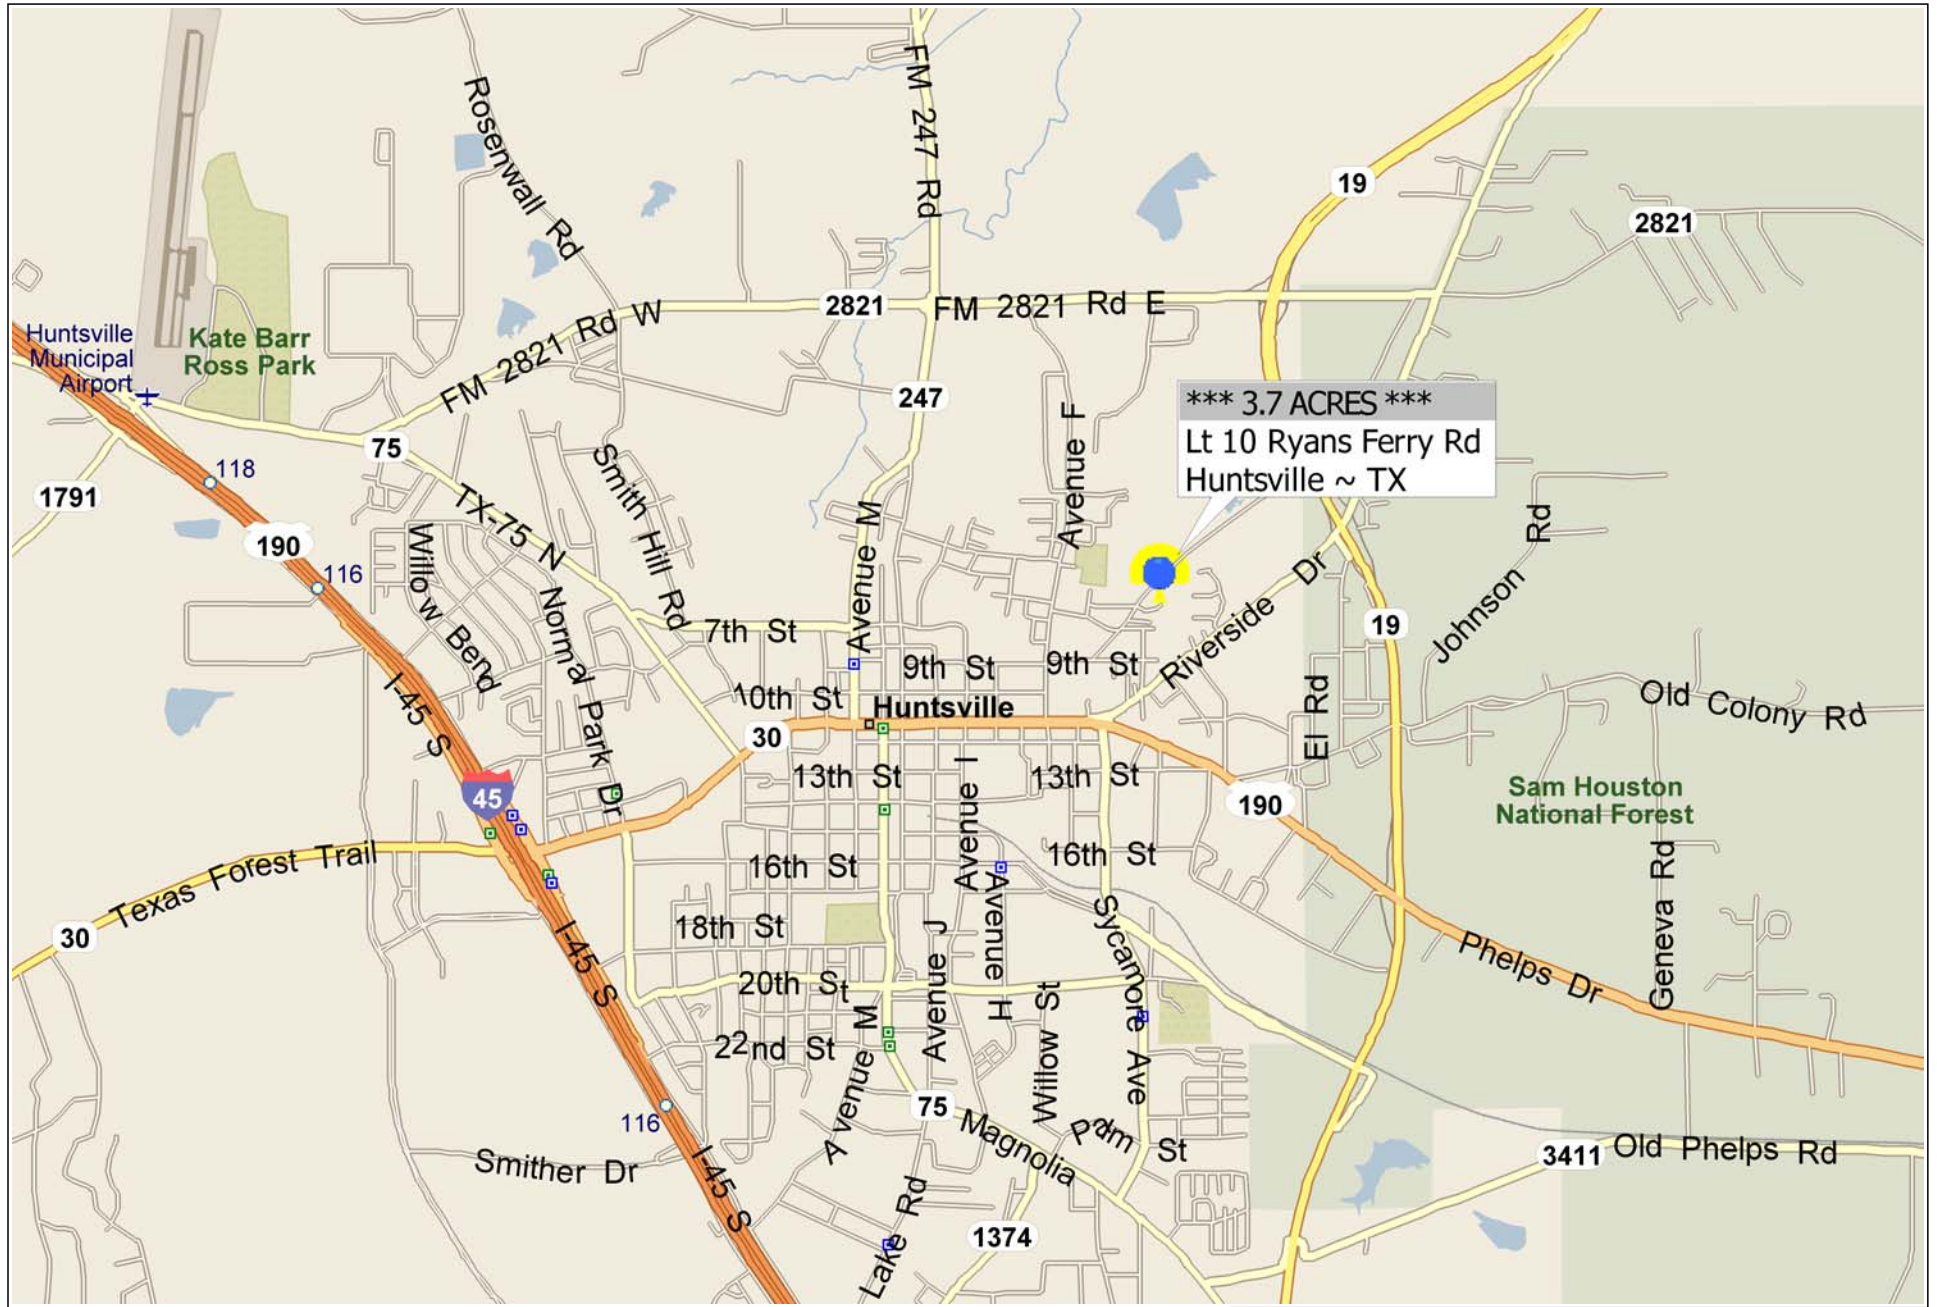 Rosenwall Rd
FM 247 Rd
19
2821
2821
FM 2821 Rd E
FM 2821 Rd W
Huntsville
Municipal
Airport
Kate Barr
Ross Park
247
*** 3.7 ACRES ***
Lt 10 Ryans Ferry Rd
Huntsville ~ TX
Avenue F
75
118
1791
TX-75 N
Smith Hill Rd
190
116
Willow Bend
Normal Park Dr
Avenue M
Riverside Dr
Johnson Rd
19
7th St
9th St
9th St
10th St
Huntsville
I-45 S
30
El Rd
Old Colony Rd
13th St
Avenue I
13th St
190
Sam Houston
National Forest
45
Texas Forest Trail
16th St
16th St
30
18th St
Avenue J
Avenue H
Sycamore Ave
Geneva Rd
Phelps Dr
I-45 S
20th St
Willow St
22nd St
Avenue M
75
Magnolia
Palm St
116
Smither Dr
I-45 S
3411
Old Phelps Rd
Lake Rd
1374